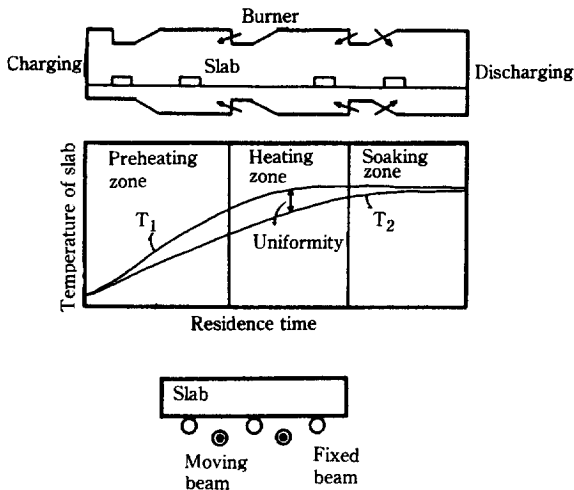 Burner
Charging
Slab
Discharging
Temperature of slab
Preheating
zone
Heating
zone
Soaking
zone
T1
T2
Uniformity
Residence time
Slab
Moving
beam
Fixed
beam